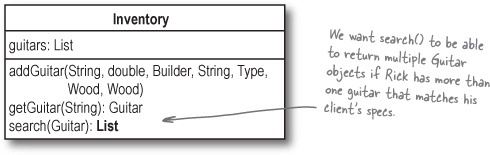 Inventory
guitars: List
addGuitar(String, double, Builder, String, Type,
Wood, Wood)
getGuitar(String): Guitar
search(Guitar): List
We want search() to be able
to return multiple Guitar
objects if Rick has more than
one guitar that matches his
client's specs.